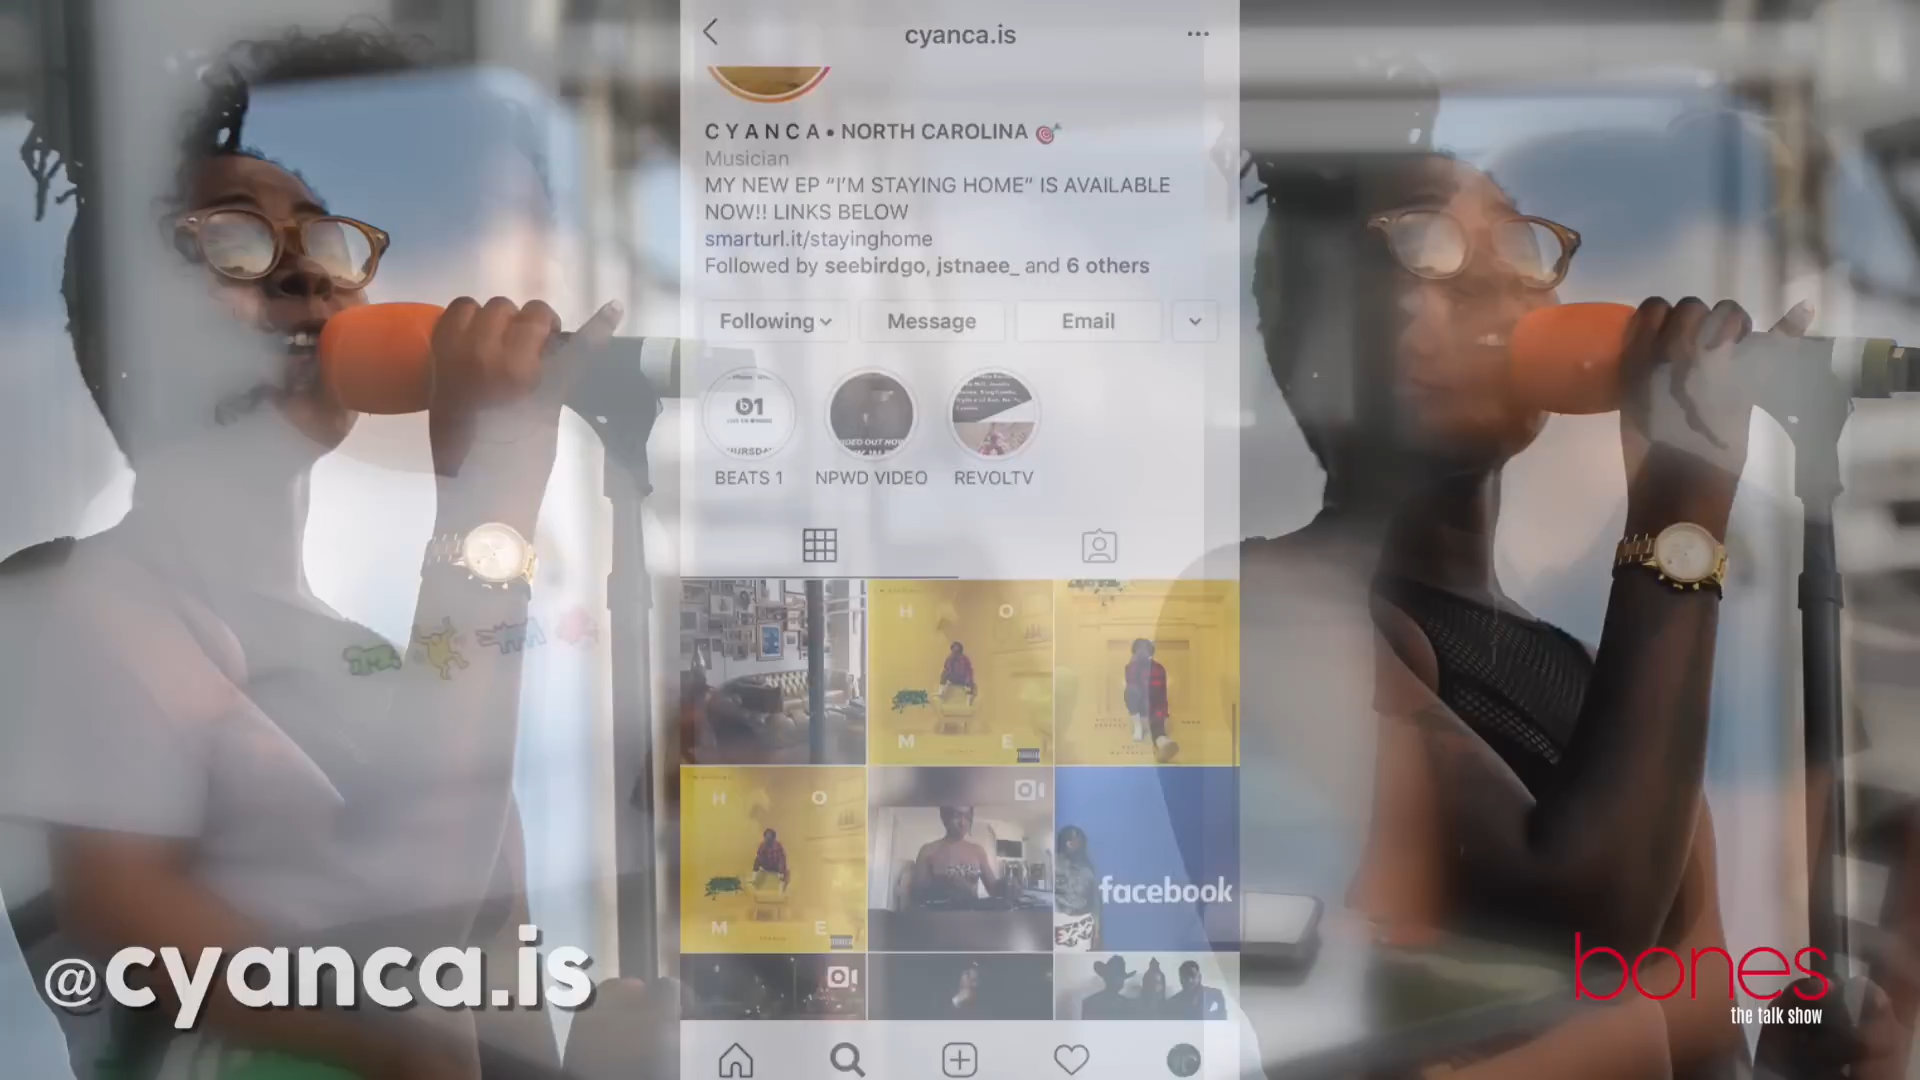 cyanca.is
C Y A N C A • NORTH CAROLINA
Musician
MY NEW EP “I’M STAYING HOME” IS AVAILABLE
NOW!! LINKS BELOW
smarturl.it/stayinghome
Followed by seebirdgo, jstnaee_ and 6 others
Following
Message
Email
BEATS 1
NPWD VIDEO
REVOLTV
H O
M E
H O
M E
facebook
@cyanca.is
bones
the talk show